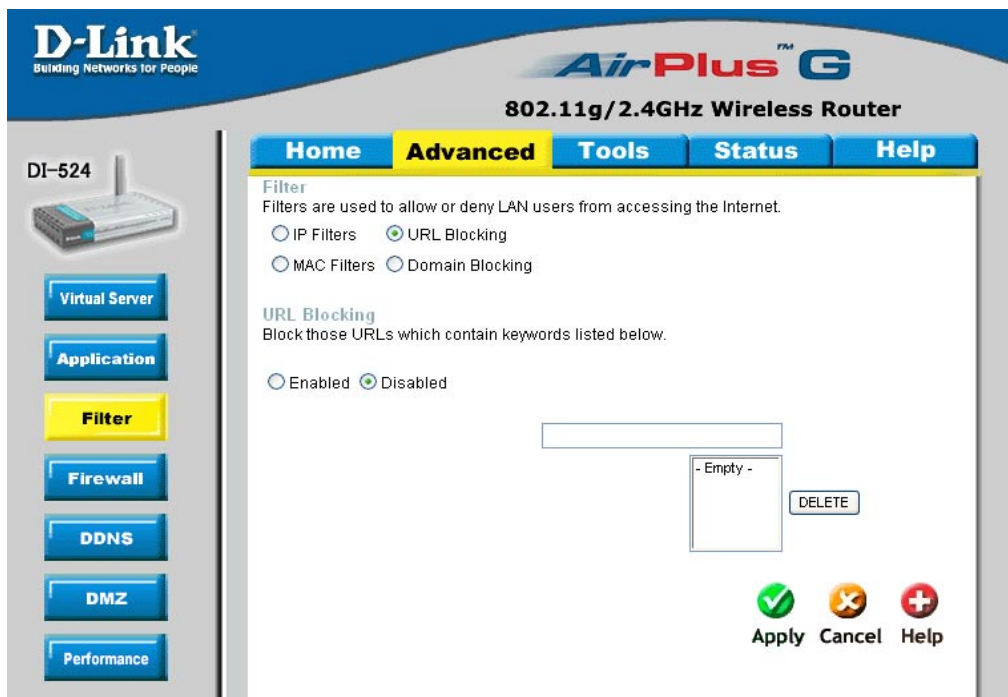 D-Link
Building Networks for People
AirPlus G
TM
802.11g/2.4GHz Wireless Router
DI-524
Home Advanced Tools Status Help
Virtual Server
Application
Filter
Firewall
DDNS
DMZ
Performance
Filter
Filters are used to allow or deny LAN users from accessing the Internet.
IP Filters URL Blocking
MAC Filters Domain Blocking
URL Blocking
Block those URLs which contain keywords listed below.
Enabled Disabled
- Empty -
DELETE
Apply Cancel Help